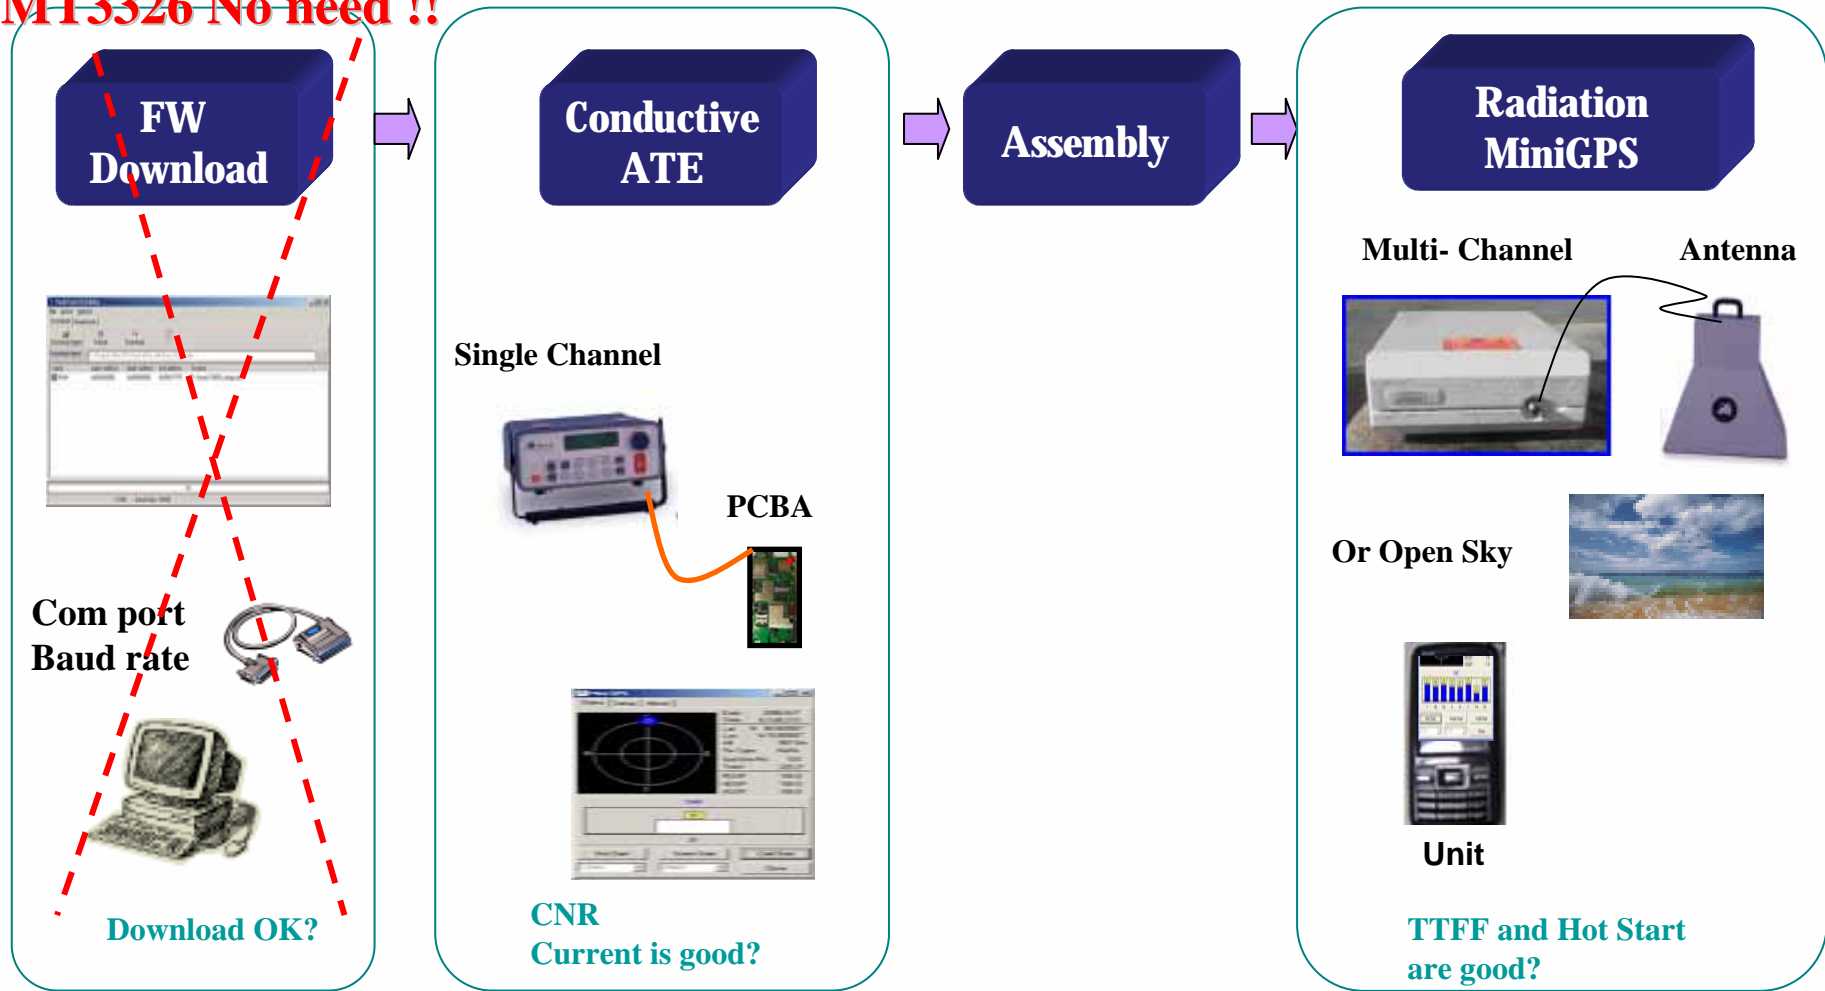 MT3326 No need !!
FW
Download
Com port
Baud rate
Download OK?
Conductive
ATE
Single Channel
PCBA
CNR
Current is good?
Assembly
Radiation
MiniGPS
Multi- Channel
Antenna
Or Open Sky
Unit
TTFF and Hot Start
are good?